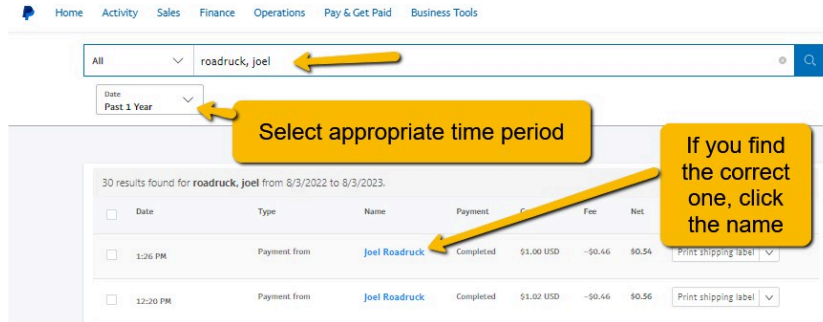 Home Activity Sales Finance Operations Pay & Get Paid Business Tools
All roadruck, joel
Date
Past 1 Year
Select appropriate time period
If you find
the correct
one, click
the name
30 results found for roadruck, joel from 8/3/2022 to 8/3/2023.
Date Type Name Payment Fee Net
1:26 PM Payment from Joel Roadruck Completed $1.00 USD -$0.46 $0.54 Print shipping label
12:20 PM Payment from Joel Roadruck Completed $1.02 USD -$0.46 $0.56 Print shipping label